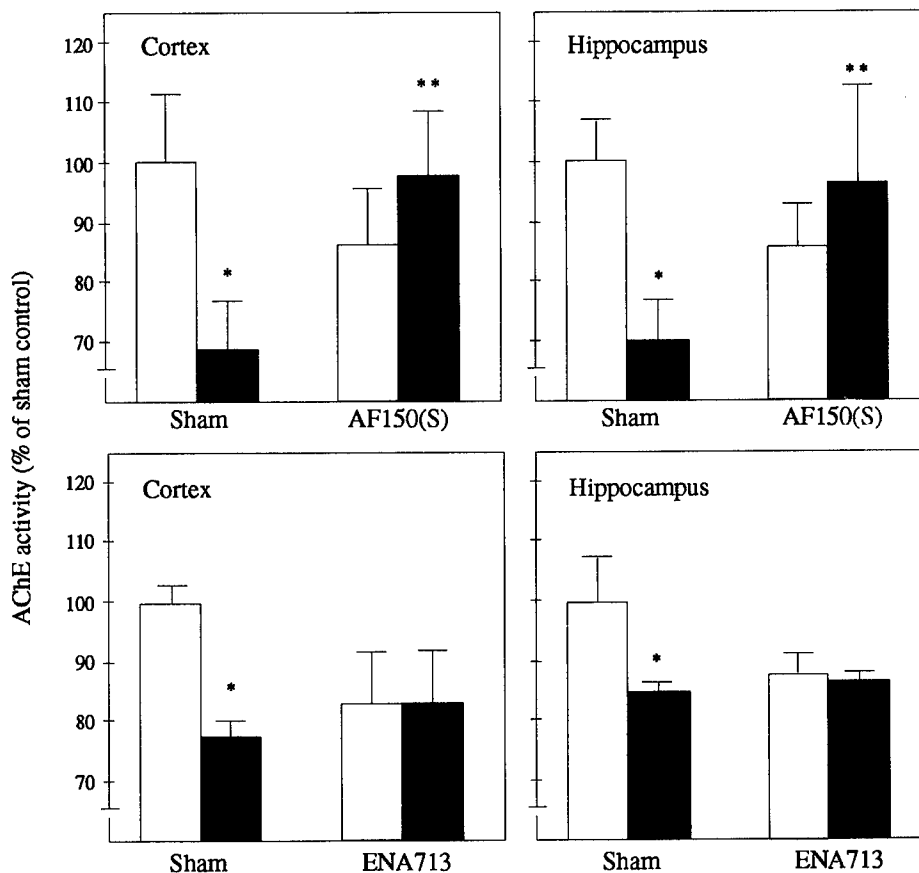 AChE activity (% of sham control)
Cortex
120
110
100
90
80
70
*
**
Sham
AF150(S)
Hippocampus
*
**
Sham
AF150(S)
Cortex
120
110
100
90
80
70
*
Sham
ENA713
Hippocampus
*
Sham
ENA713